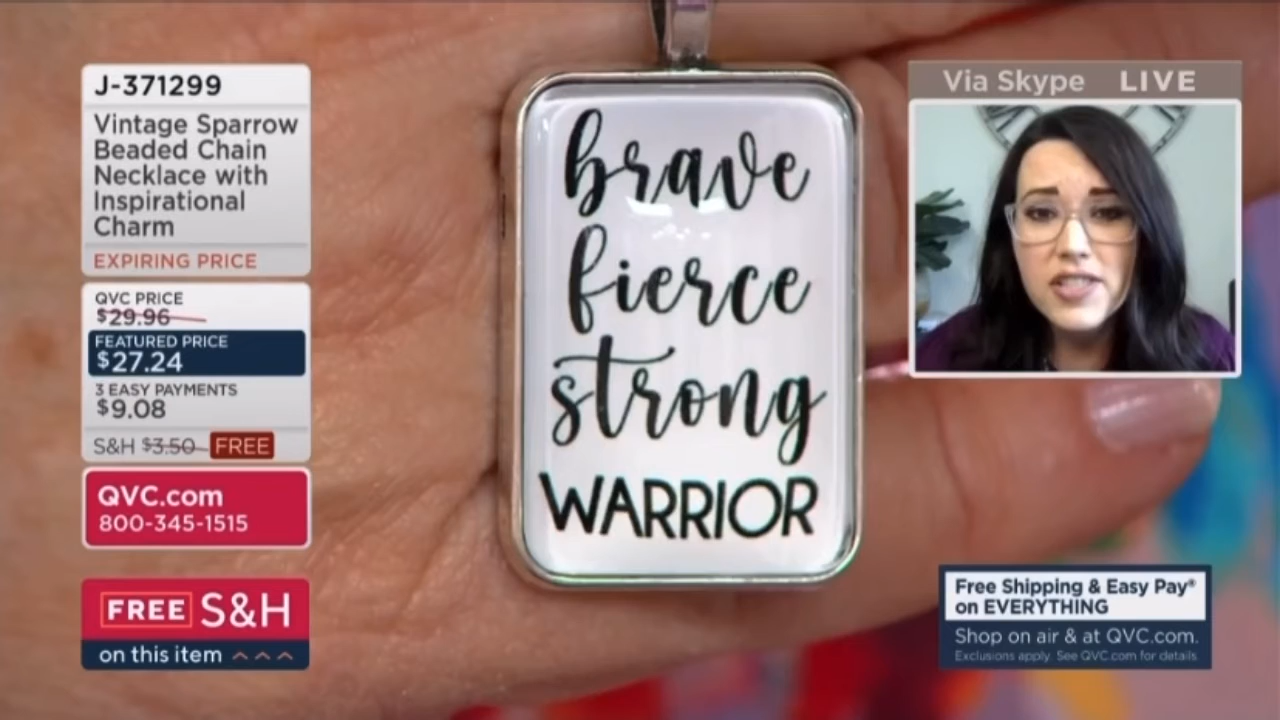 J-371299
Vintage Sparrow
Beaded Chain
Necklace with
Inspirational
Charm
EXPIRING PRICE
QVC PRICE
$29.96
FEATURED PRICE
$27.24
3 EASY PAYMENTS
$9.08
S&H $3.50 FREE
QVC.com
800-345-1515
FREE S&H
on this item
brave
fierce
strong
WARRIOR
Via Skype LIVE
Free Shipping & Easy Pay®
on EVERYTHING
Shop on air & at QVC.com.
Exclusions apply. See QVC.com for details.